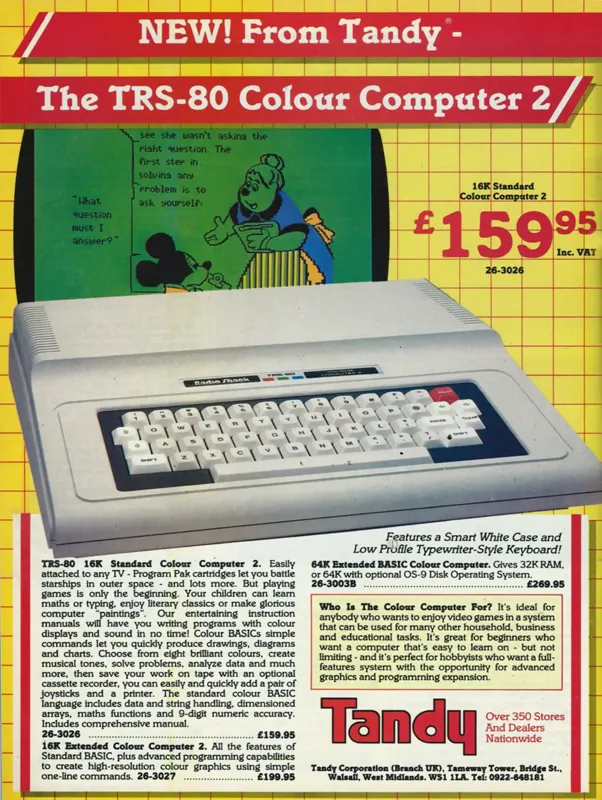 NEW! From Tandy® -
The TRS-80 Colour Computer 2
see she wasn't asking the
right question. The
first step in
solving any
problem is to
ask yourself:
"What
question
must I
answer?"
16K Standard
Colour Computer 2
£159 95
Inc. VAT
26-3026
Radio Shack
TRS-80
COMPUTER 2
Features a Smart White Case and
Low Profile Typewriter-Style Keyboard!
TRS-80 16K Standard Colour Computer 2. Easily
attached to any TV - Program Pak cartridges let you battle
starships in outer space - and lots more. But playing
games is only the beginning. Your children can learn
maths or typing, enjoy literary classics or make glorious
computer "paintings". Our entertaining instruction
manuals will have you writing programs with colour
displays and sound in no time! Colour BASICs simple
commands let you quickly produce drawings, diagrams
and charts. Choose from eight brilliant colours, create
musical tones, solve problems, analyze data and much
more, then save your work on tape with an optional
cassette recorder, you can easily and quickly add a pair of
joysticks and a printer. The standard colour BASIC
language includes data and string handling, dimensioned
arrays, maths functions and 9-digit numeric accuracy.
Includes comprehensive manual.
26-3026 ................ £159.95
16K Extended Colour Computer 2. All the features of
Standard BASIC, plus advanced programming capabilities
to create high-resolution colour graphics using simple
one-line commands. 26-3027 ................ £199.95
64K Extended BASIC Colour Computer. Gives 32K RAM,
or 64K with optional OS-9 Disk Operating System.
26-3003B ................ £269.95
Who Is The Colour Computer For? It's ideal for
anybody who wants to enjoy video games in a system
that can be used for many other household, business
and educational tasks. It's great for beginners who
want a computer that's easy to learn on - but not
limiting - and it's perfect for hobbyists who want a full-
features system with the opportunity for advanced
graphics and programming expansion.
Tandy
Over 350 Stores
And Dealers
Nationwide
Tandy Corporation (Branch UK), Tameway Tower, Bridge St.,
Walsall, West Midlands. WS1 1LA. Tel: 0922-648181